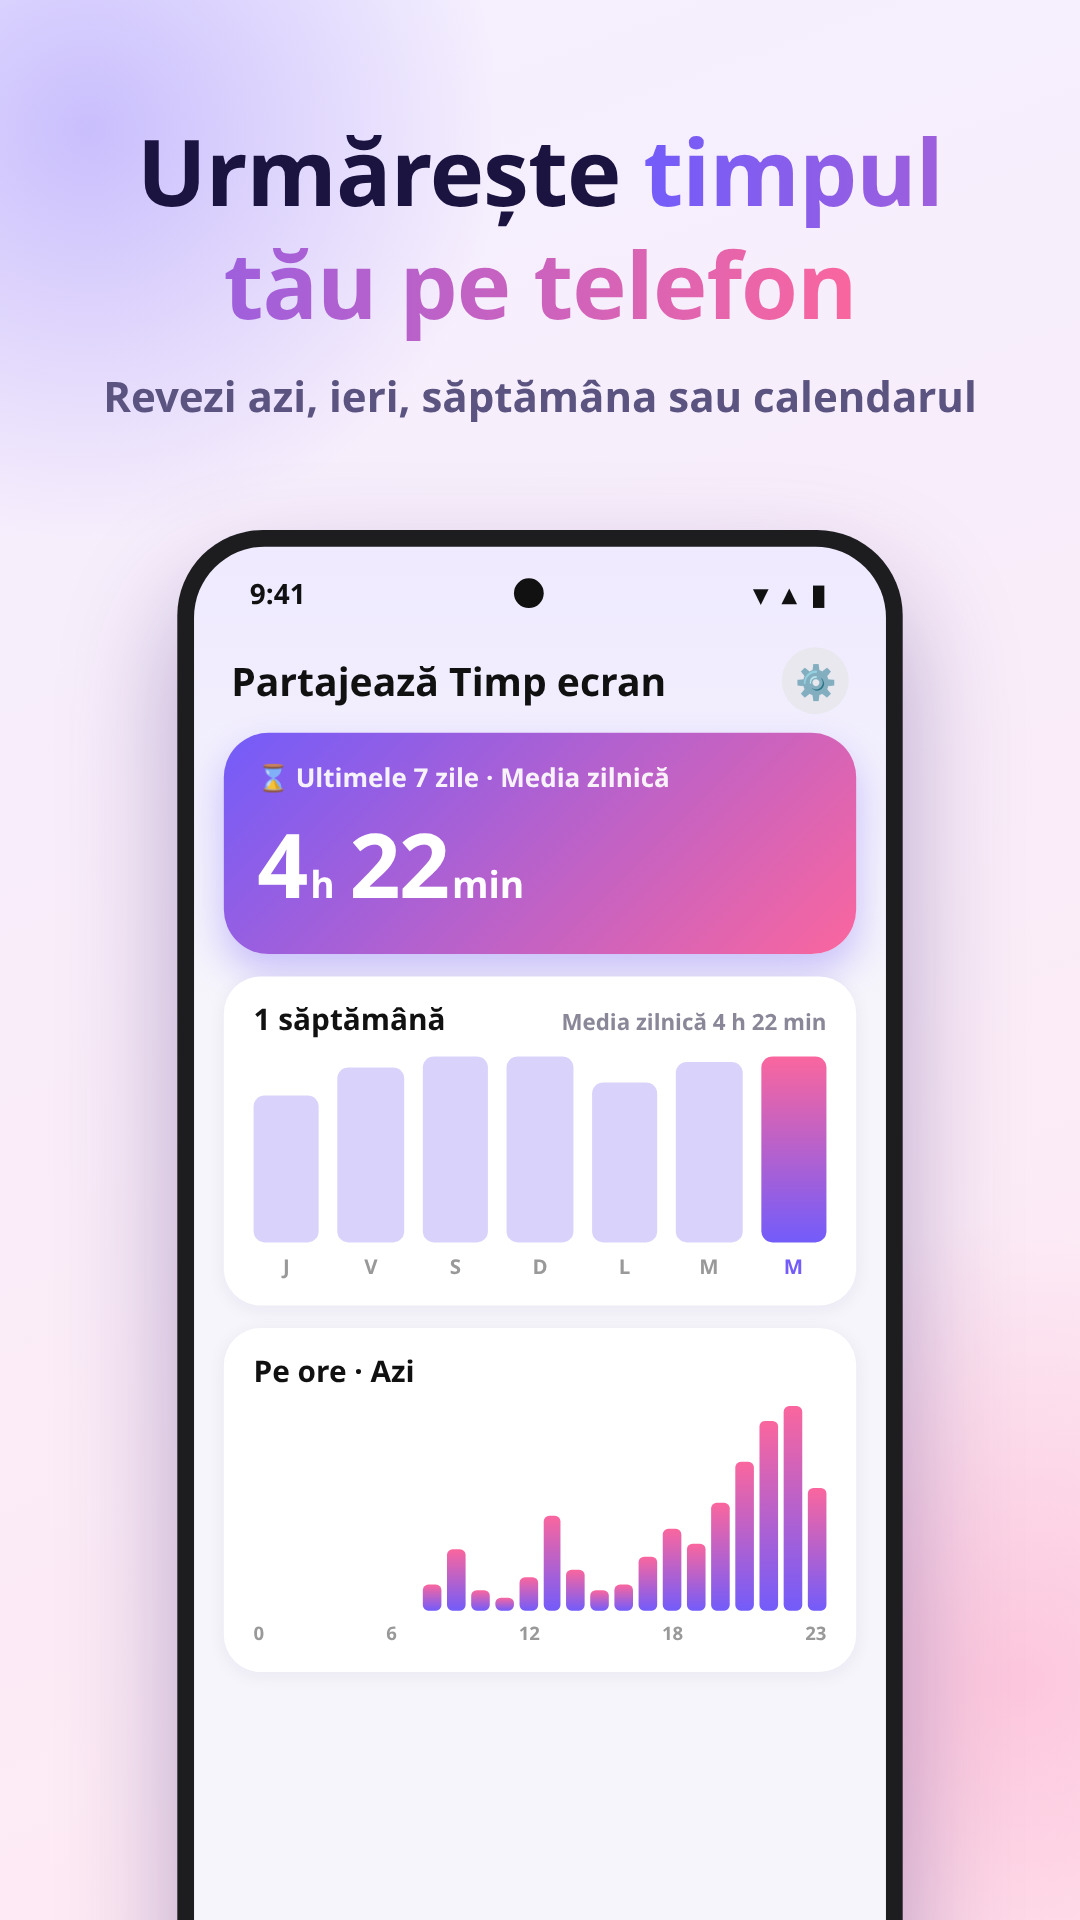 Urmărește timpul
tău pe telefon
Revezi azi, ieri, săptămâna sau calendarul
9:41
Partajează Timp ecran
Ultimele 7 zile · Media zilnică
4h 22min
1 săptămână
Media zilnică 4 h 22 min
J V S D L M M
Pe ore · Azi
0 6 12 18 23